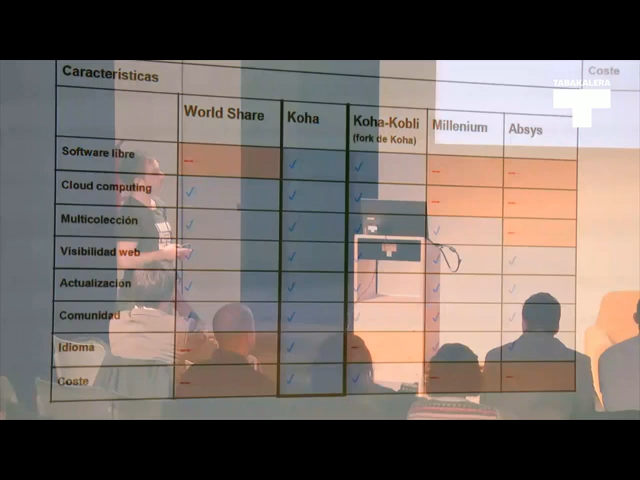 TABAKALERA
Características
Coste
World Share
Koha
Koha-Kobli
(fork de Koha)
Millenium
Absys
Software libre
Cloud computing
Multicolección
Visibilidad web
Actualización
Comunidad
Idioma
Coste